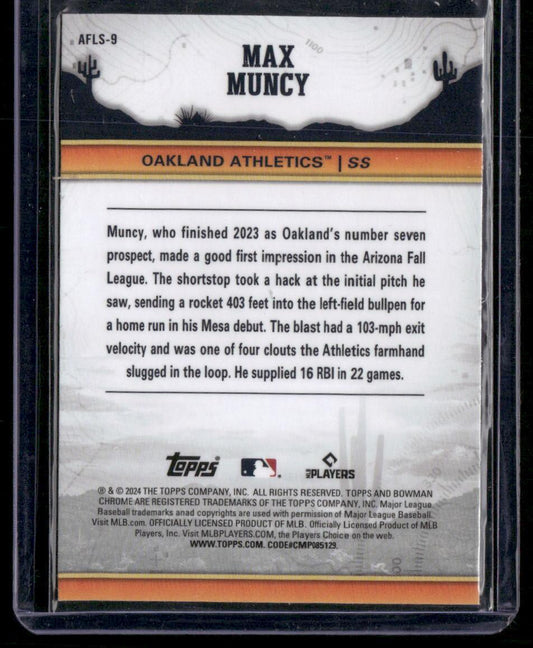 AFLS-9
1100
MAX
MUNCY
OAKLAND ATHLETICS™ | SS
Muncy, who finished 2023 as Oakland's number seven
prospect, made a good first impression in the Arizona Fall
League. The shortstop took a hack at the initial pitch he
saw, sending a rocket 403 feet into the left-field bullpen for
a home run in his Mesa debut. The blast had a 103-mph exit
velocity and was one of four clouts the Athletics farmhand
slugged in the loop. He supplied 16 RBI in 22 games.
Topps MLB PLAYERS
® & © 2024 THE TOPPS COMPANY, INC. ALL RIGHTS RESERVED. TOPPS AND BOWMAN
CHROME ARE REGISTERED TRADEMARKS OF THE TOPPS COMPANY, INC. Major League
Baseball trademarks anad copyrights are used with permission of Major League Baseball.
Visit MLB.com. OFFICIALLY LICENSED PRODUCT OF MLB. Officially Licensed Product of MLB
Players, Inc. Visit MLBPLAYERS.COM, the Players Choice on the web.
WWW.TOPPS.COM. CODE#CMP085129